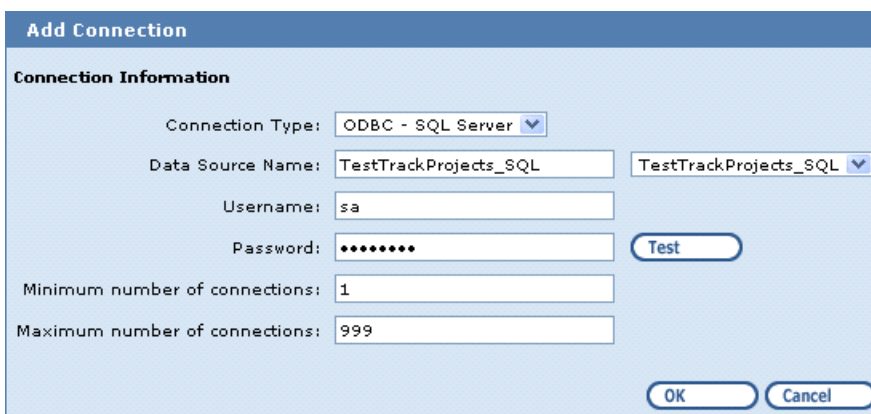 Add Connection
Connection Information
Connection Type: ODBC - SQL Server
Data Source Name: TestTrackProjects_SQL TestTrackProjects_SQL
Username: sa
Password: ••••••••
Test
Minimum number of connections: 1
Maximum number of connections: 999
OK Cancel